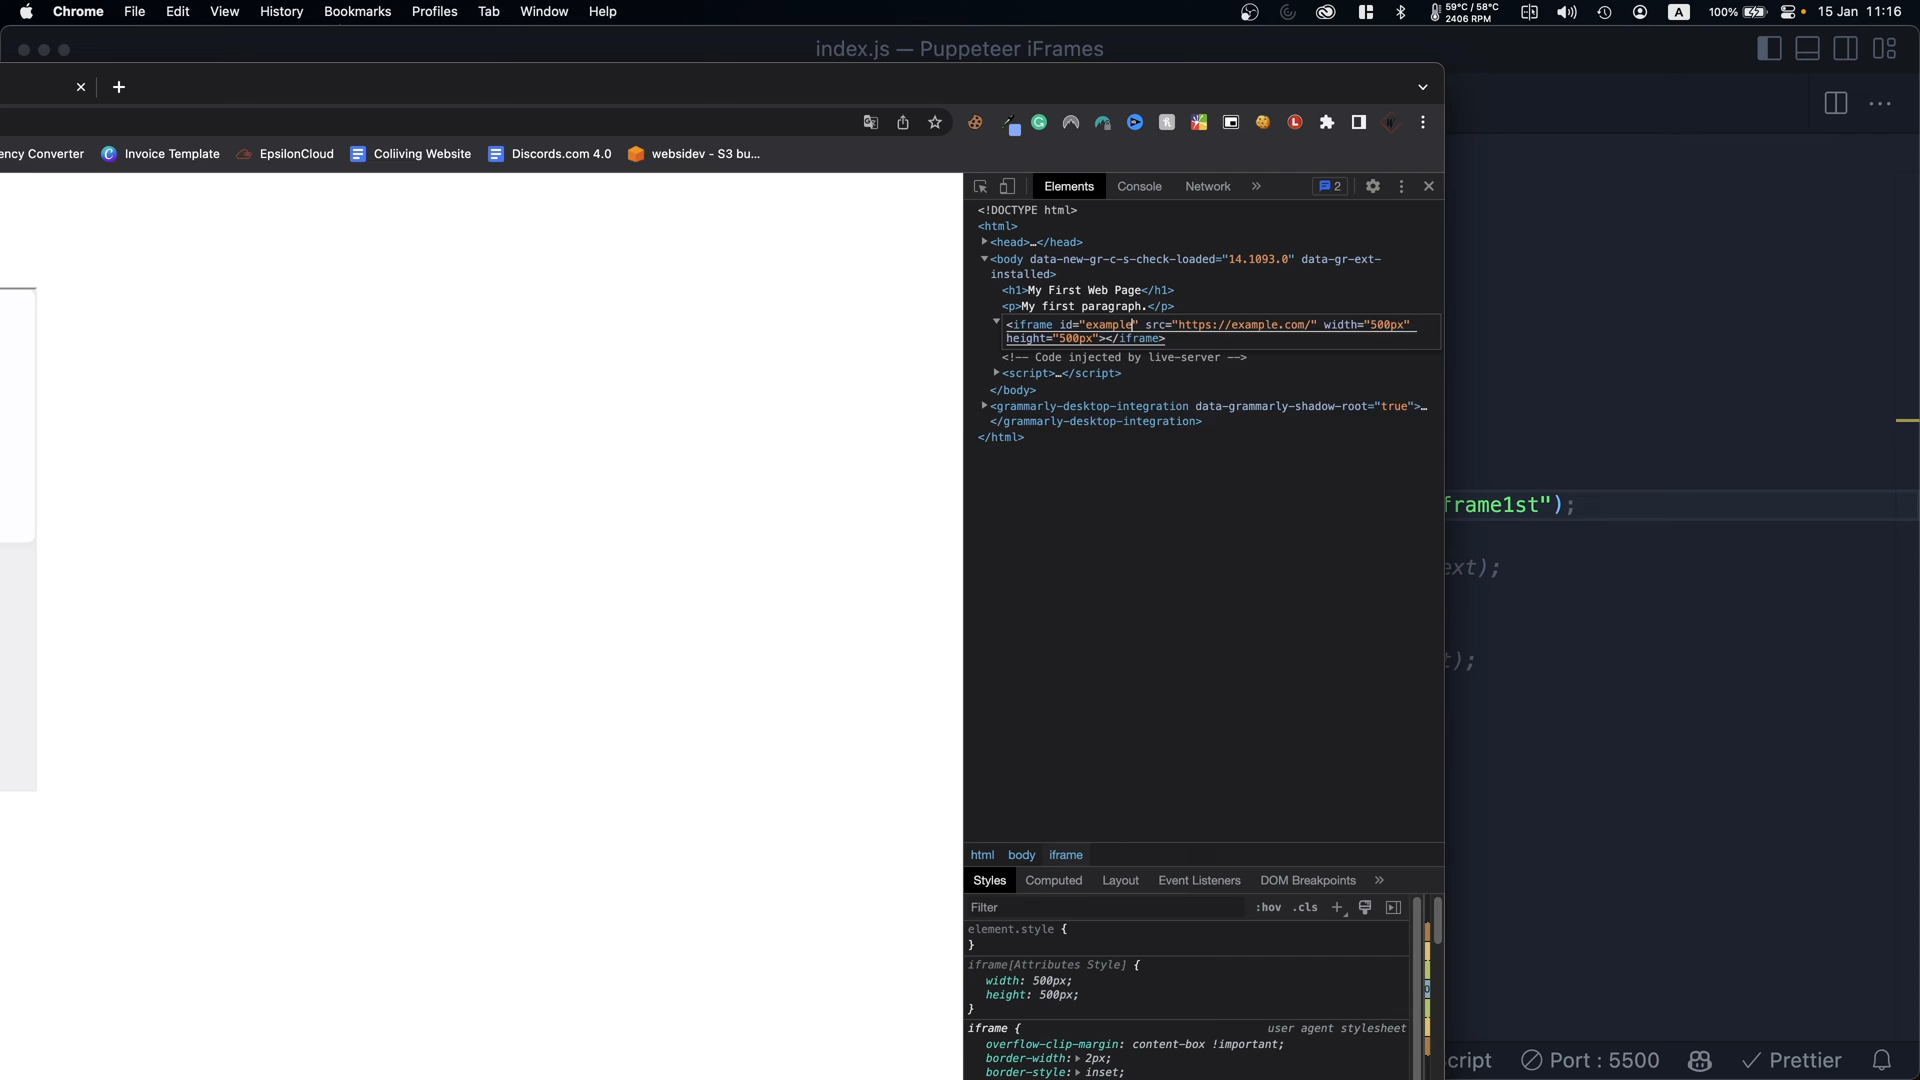 Chrome File Edit View History Bookmarks Profiles Tab Window Help
59°C / 58°C
2406 RPM
A 100% 15 Jan 11:16
index.js — Puppeteer iFrames
ency Converter Invoice Template EpsilonCloud Coliiving Website Discords.com 4.0 websidev - S3 bu...
Elements Console Network » 2
<!DOCTYPE html>
<html>
<head>…</head>
<body data-new-gr-c-s-check-loaded="14.1093.0" data-gr-ext-
installed>
<h1>My First Web Page</h1>
<p>My first paragraph.</p>
<iframe id="example" src="https://example.com/" width="500px"
height="500px"></iframe>
<!-- Code injected by live-server -->
<script>…</script>
</body>
<grammarly-desktop-integration data-grammarly-shadow-root="true">…
</grammarly-desktop-integration>
</html>
frame1st");
ext);
t);
html body iframe
Styles Computed Layout Event Listeners DOM Breakpoints »
Filter :hov .cls +
element.style {
}
iframe[Attributes Style] {
width: 500px;
height: 500px;
}
iframe { user agent stylesheet
overflow-clip-margin: content-box !important;
border-width: 2px;
border-style: inset;
cript Port : 5500 Prettier